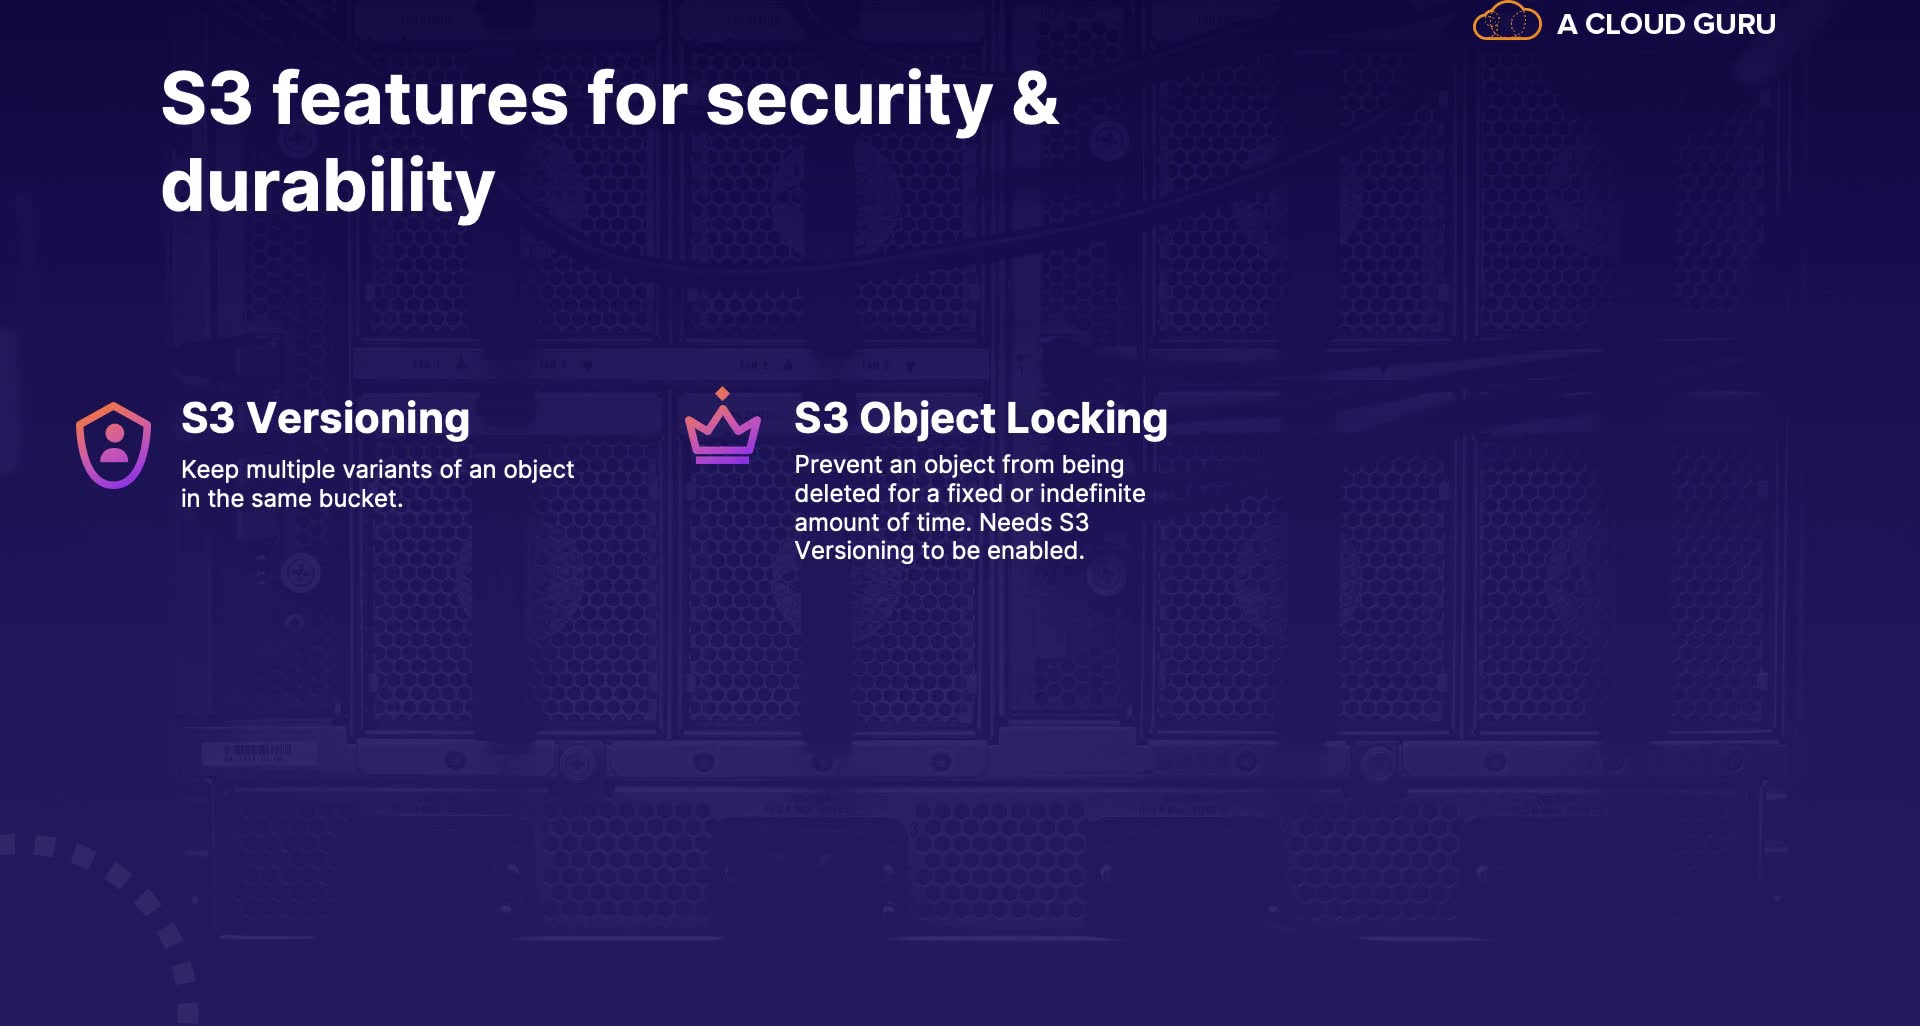 A CLOUD GURU
S3 features for security &
durability
S3 Versioning
Keep multiple variants of an object
in the same bucket.
S3 Object Locking
Prevent an object from being
deleted for a fixed or indefinite
amount of time. Needs S3
Versioning to be enabled.